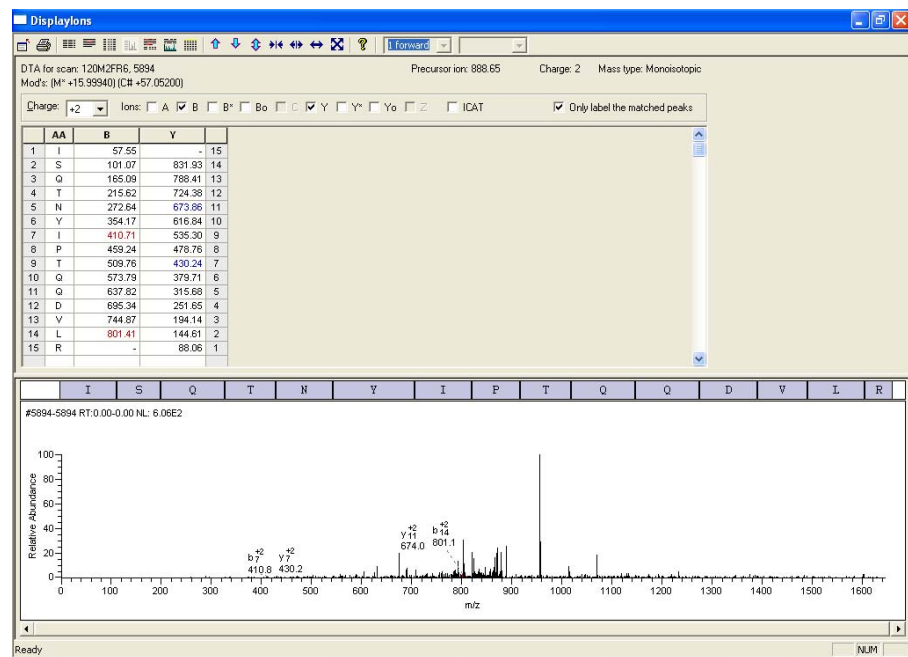 DisplayIons
I forward
DTA for scan: 120M2FR6, 5894 Precursor ion: 888.65 Charge: 2 Mass type: Monoisotopic
Mod's: (M* +15.99940) (C# +57.05200)
Charge: +2 Ions: A B B* Bo C Y Y* Yo Z ICAT Only label the matched peaks
AA B Y
1 I 57.55 - 15
2 S 101.07 831.93 14
3 Q 165.09 788.41 13
4 T 215.62 724.38 12
5 N 272.64 673.86 11
6 Y 354.17 616.84 10
7 I 410.71 535.30 9
8 P 459.24 478.76 8
9 T 509.76 430.24 7
10 Q 573.79 379.71 6
11 Q 637.82 315.68 5
12 D 695.34 251.65 4
13 V 744.87 194.14 3
14 L 801.41 144.61 2
15 R - 88.06 1
I S Q T N Y I P T Q Q D V L R
#5894-5894 RT:0.00-0.00 NL: 6.06E2
Relative Abundance
100
80
60
40
20
0
b7+2
410.8
y7+2
430.2
y11+2
674.0
b14+2
801.1
0 100 200 300 400 500 600 700 800 900 1000 1100 1200 1300 1400 1500 1600
m/z
Ready NUM